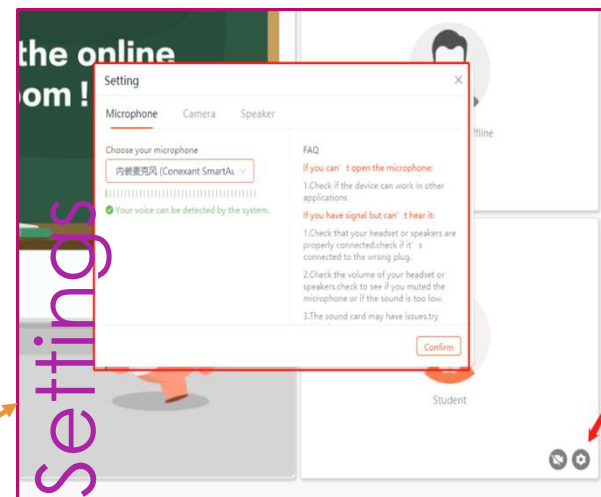 the online
om !
Setting
Microphone Camera Speaker
Choose your microphone
内装麦克风 (Conexant SmartAu
Your voice can be detected by the system.
FAQ
If you can't open the microphone:
1.Check if the device can work in other
applications
If you have signal but can't hear it:
1.Check that your headset or speakers are
properly connected.check if it's
connected to the wrong plug.
2.Check the volume of your headset or
speakers.check to see if you muted the
microphone or if the sound is too low.
3.The sound card may have issues.try
Confirm
ffline
Student
Settings